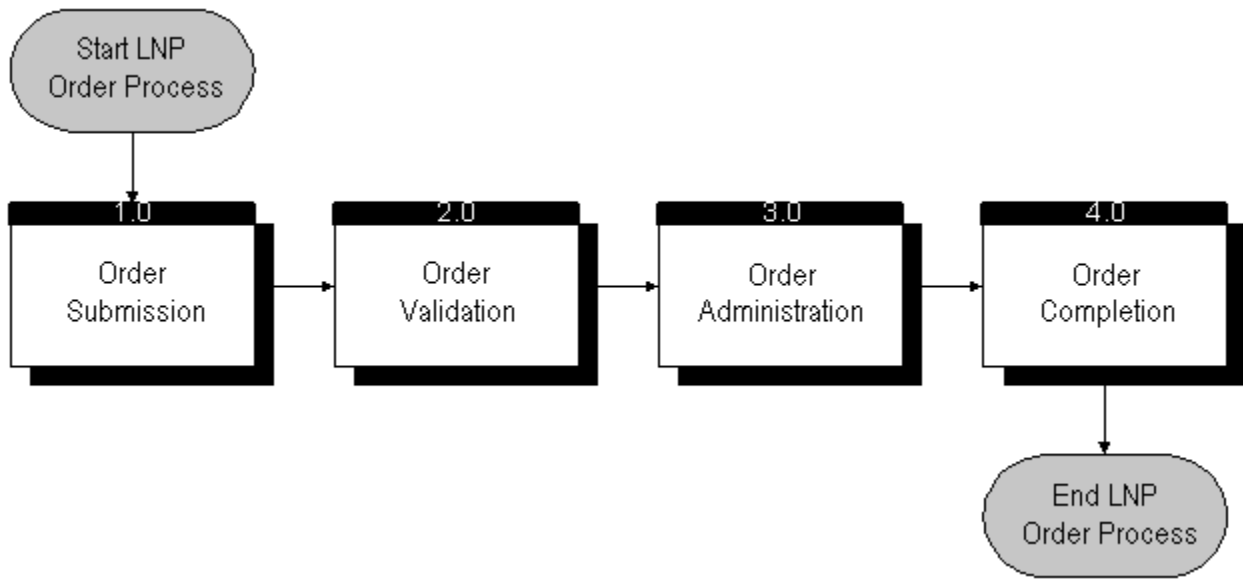 Start LNP
Order Process
1.0
Order
Submission
2.0
Order
Validation
3.0
Order
Administration
4.0
Order
Completion
End LNP
Order Process